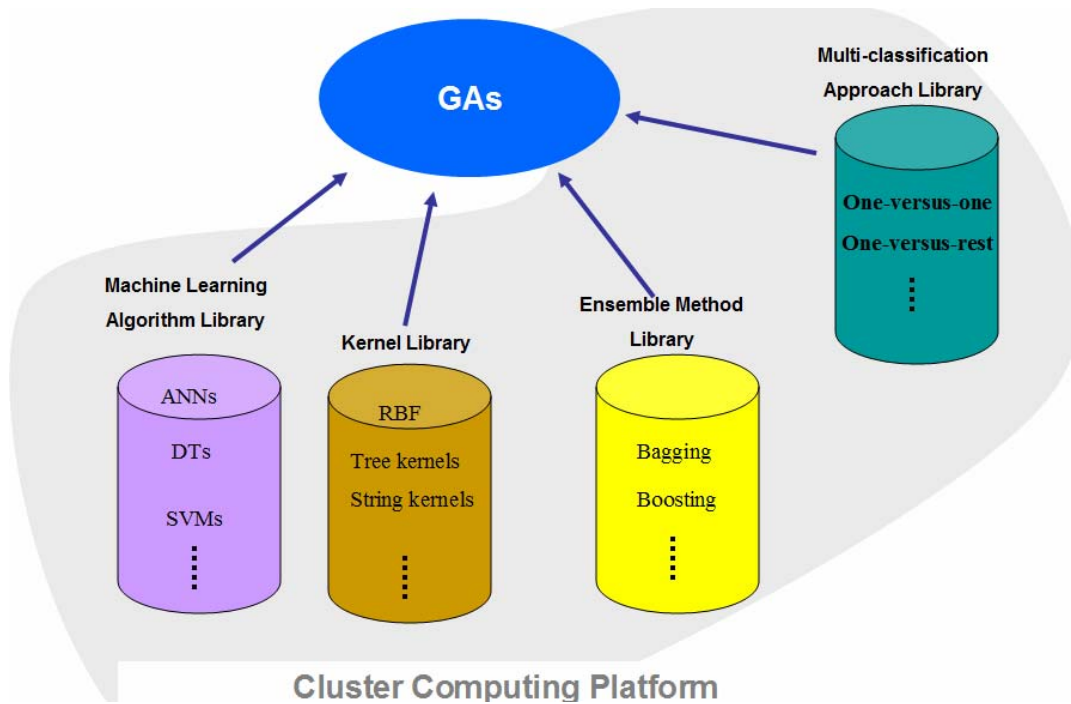 GAs
Multi-classification
Approach Library
One-versus-one
One-versus-rest
Machine Learning
Algorithm Library
ANNs
DTs
SVMs
Kernel Library
RBF
Tree kernels
String kernels
Ensemble Method
Library
Bagging
Boosting
Cluster Computing Platform